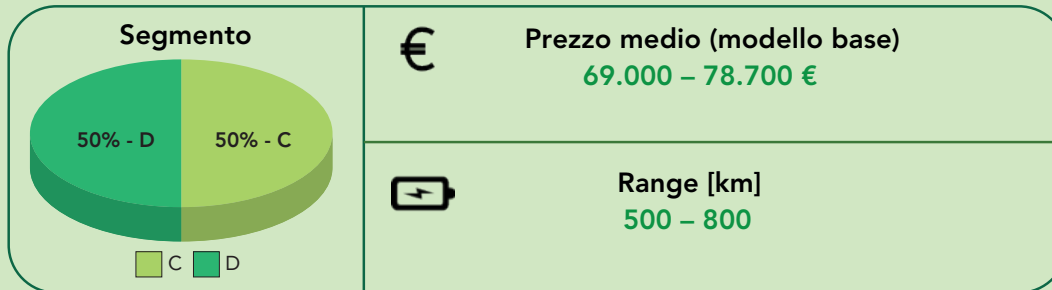 Segmento
50% - D
50% - C
C
D
€
Prezzo medio (modello base)
69.000 – 78.700 €
Range [km]
500 – 800